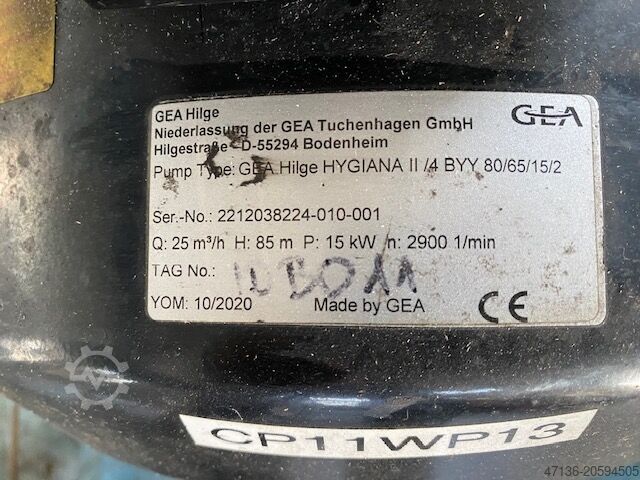 GEA Hilge
Niederlassung der GEA Tuchenhagen GmbH
Hilgestraße D-55294 Bodenheim
GEA
Pump Type: GEA Hilge HYGIANA II /4 BYY 80/65/15/2
Ser.-No.: 2212038224-010-001
Q: 25 m³/h H: 85 m P: 15 kW n: 2900 1/min
TAG No.:
YOM: 10/2020 Made by GEA CE
CP11WP13
47136-20594505